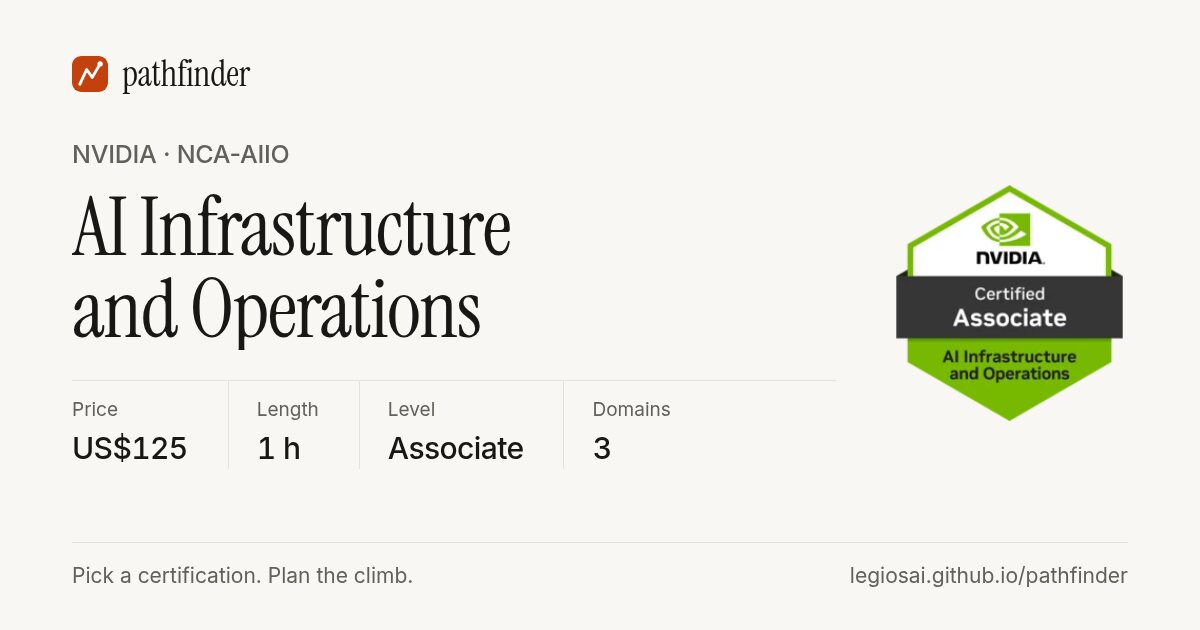 pathfinder
NVIDIA · NCA-AIIO
AI Infrastructure
and Operations
NVIDIA.
Certified
Associate
AI Infrastructure
and Operations
Price
US$125
Length
1 h
Level
Associate
Domains
3
Pick a certification. Plan the climb.
legiosai.github.io/pathfinder